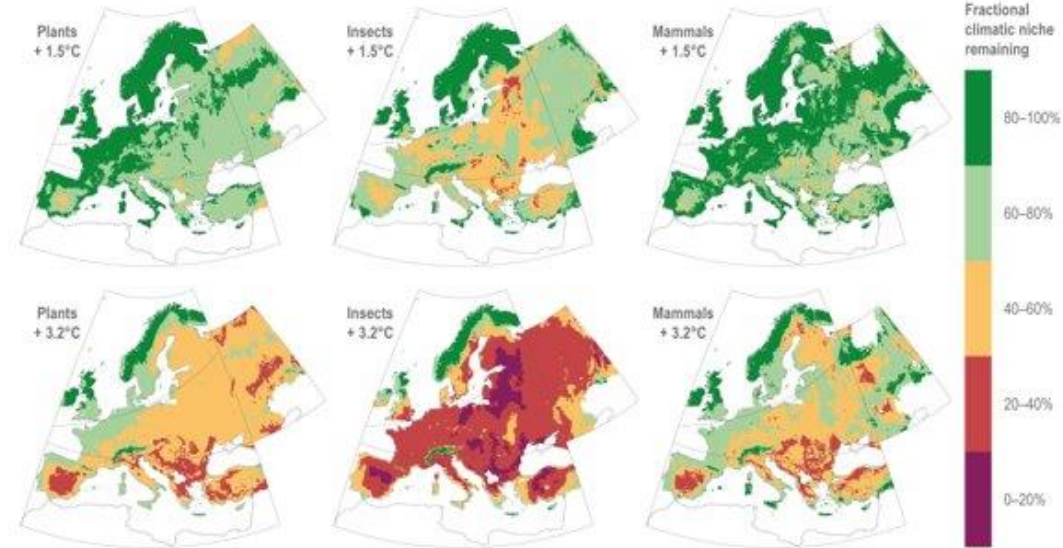 Plants
+ 1.5°C
Insects
+ 1.5°C
Mammals
+ 1.5°C
Fractional
climatic niche
remaining
80–100%
60–80%
40–60%
20–40%
0–20%
Plants
+ 3.2°C
Insects
+ 3.2°C
Mammals
+ 3.2°C